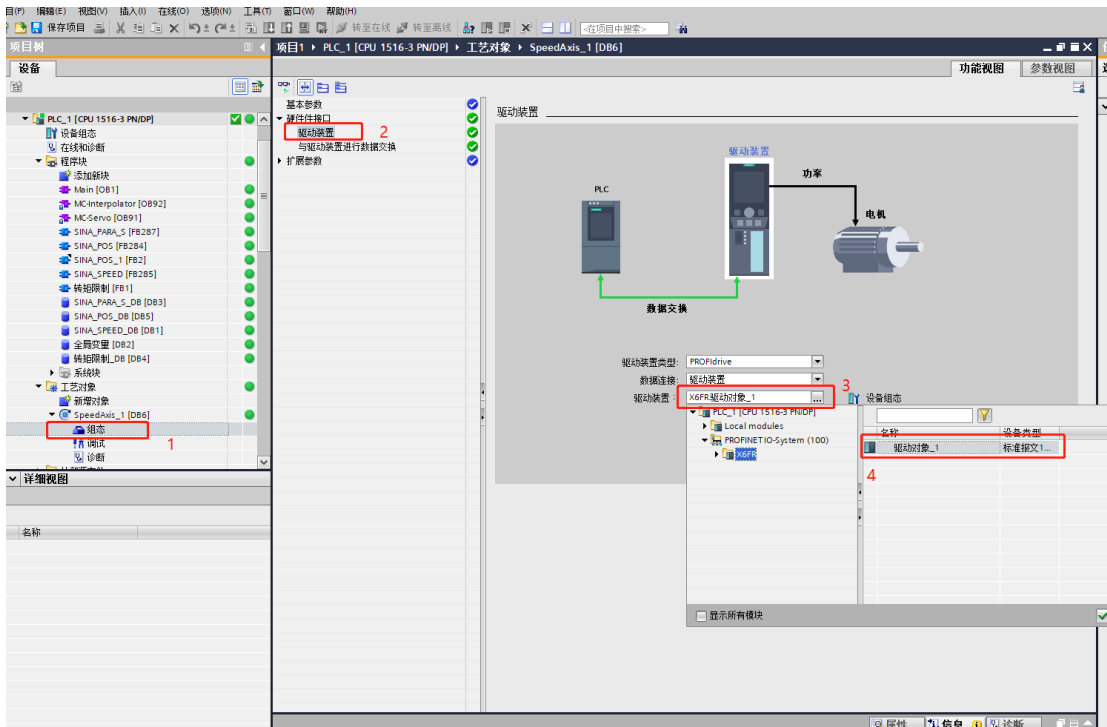 目(P) 编辑(E) 视图(V) 插入(I) 在线(O) 选项(N) 工具(T) 窗口(W) 帮助(H)
保存项目 转至在线 转至离线 <在项目中搜索>
项目树
项目1 PLC_1 [CPU 1516-3 PN/DP] 工艺对象 SpeedAxis_1 [DB6]
设备
功能视图 参数视图
PLC_1 [CPU 1516-3 PN/DP]
设备组态
在线和诊断
程序块
添加新块
Main [OB1]
MC-Interpolator [OB92]
MC-Servo [OB91]
SINA_PARA_S [FB287]
SINA_POS [FB284]
SINA_POS_1 [FB2]
SINA_SPEED [FB285]
转矩限制 [FB1]
SINA_PARA_S_DB [DB3]
SINA_POS_DB [DB5]
SINA_SPEED_DB [DB1]
全局变量 [DB2]
转矩限制_DB [DB4]
系统块
工艺对象
新增对象
SpeedAxis_1 [DB6]
组态
调试
诊断
1
详细视图
名称
基本参数
硬件接口
驱动装置
2
与驱动装置进行数据交换
扩展参数
驱动装置
驱动装置
功率
PLC
电机
数据交换
驱动装置类型: PROFIdrive
数据连接: 驱动装置
3
驱动装置: X6FR.驱动对象_1 ... 设备组态
PLC_1 [CPU 1516-3 PN/DP]
Local modules
PROFINET IO-System (100)
X6FR
名称 设备类型
驱动对象_1 标准报文1...
4
显示所有模块
属性 信息 诊断